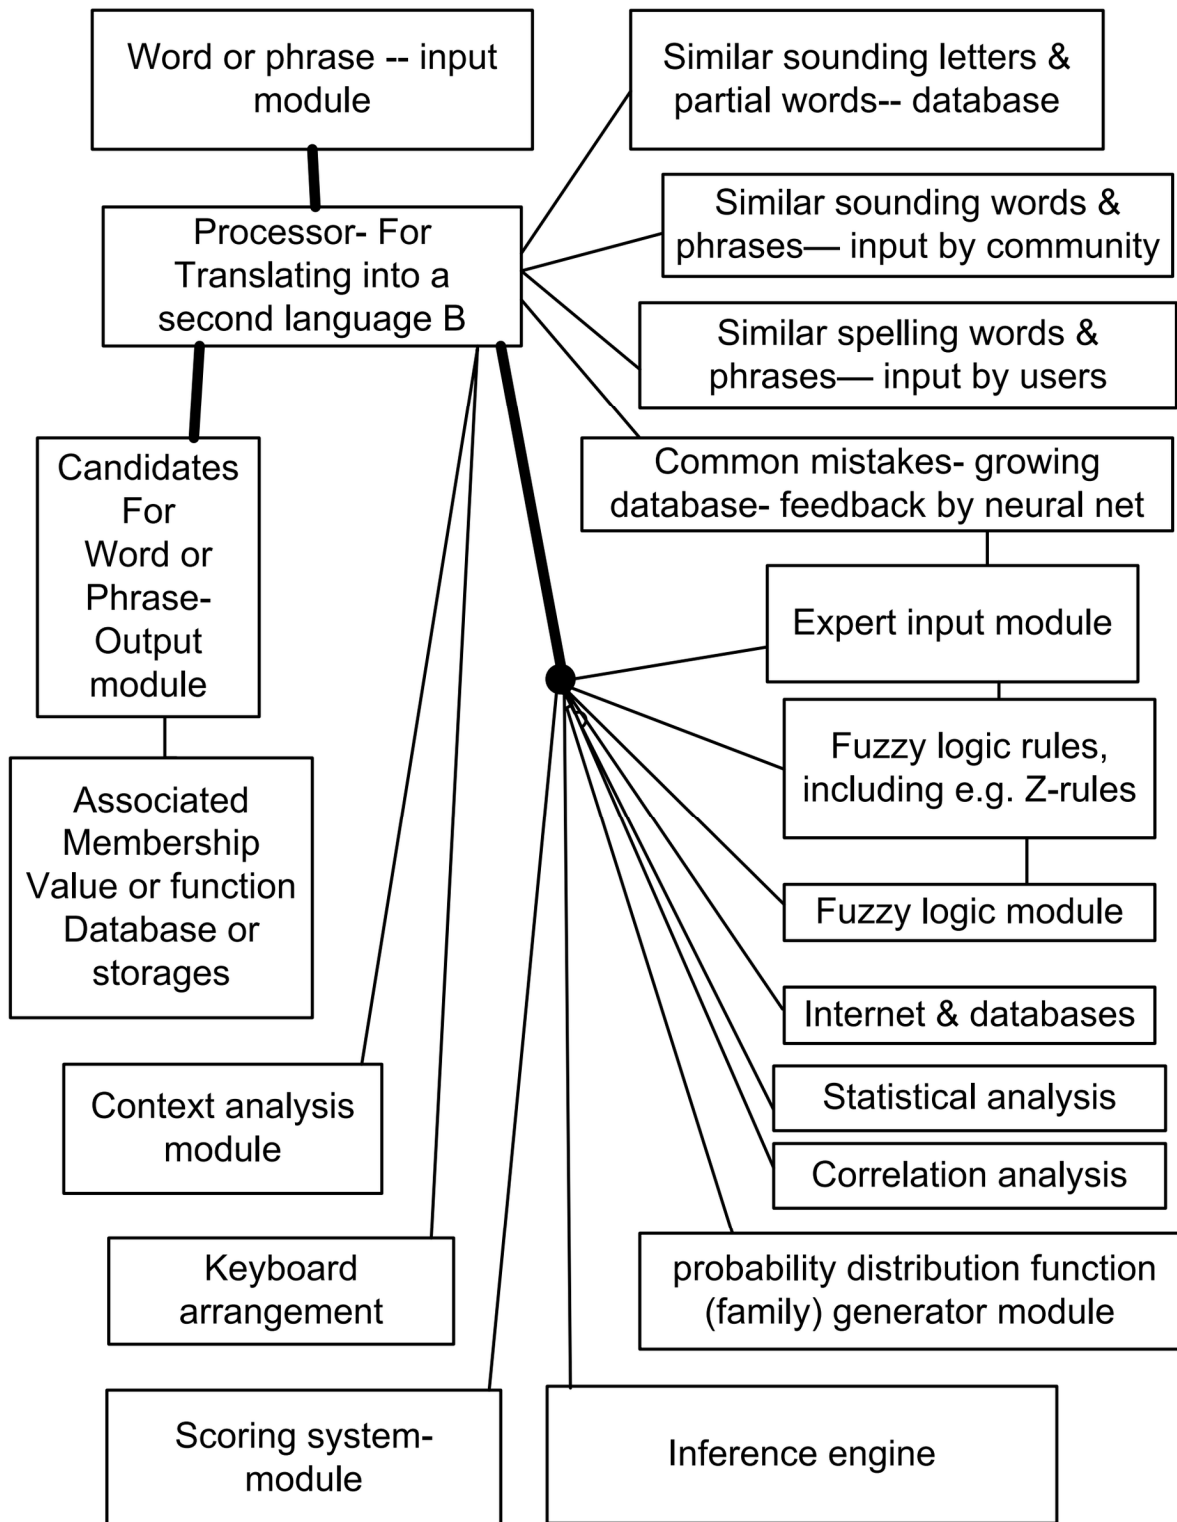 Word or phrase -- input
module
Similar sounding letters &
partial words-- database
Processor- For
Translating into a
second language B
Similar sounding words &
phrases— input by community
Similar spelling words &
phrases— input by users
Common mistakes- growing
database- feedback by neural net
Candidates
For
Word or
Phrase-
Output
module
Expert input module
Fuzzy logic rules,
including e.g. Z-rules
Associated
Membership
Value or function
Database or
storages
Fuzzy logic module
Internet & databases
Statistical analysis
Context analysis
module
Correlation analysis
Keyboard
arrangement
probability distribution function
(family) generator module
Scoring system-
module
Inference engine